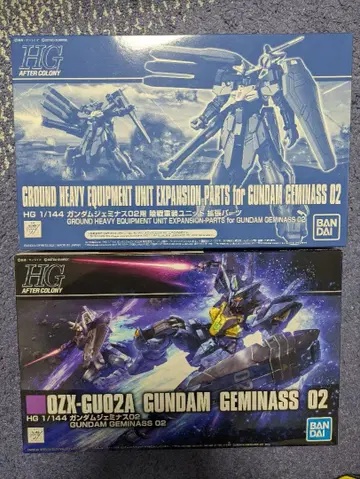 HG
AFTER COLONY
GROUND HEAVY EQUIPMENT UNIT EXPANSION PARTS for GUNDAM GEMINASS 02
HG 1/144 ガンダムジェミナス02用 陸戦重装ユニット 拡張パーツ
GROUND HEAVY EQUIPMENT UNIT EXPANSION-PARTS for GUNDAM GEMINASS 02
BAN
DAI
HG
AFTER COLONY
OZX-GU02A GUNDAM GEMINASS 02
HG 1/144 ガンダムジェミナス02
GUNDAM GEMINASS 02
BAN
DAI